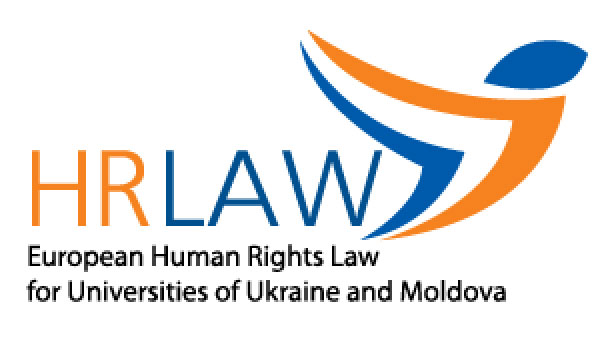 HRLAW
European Human Rights Law
for Universities of Ukraine and Moldova